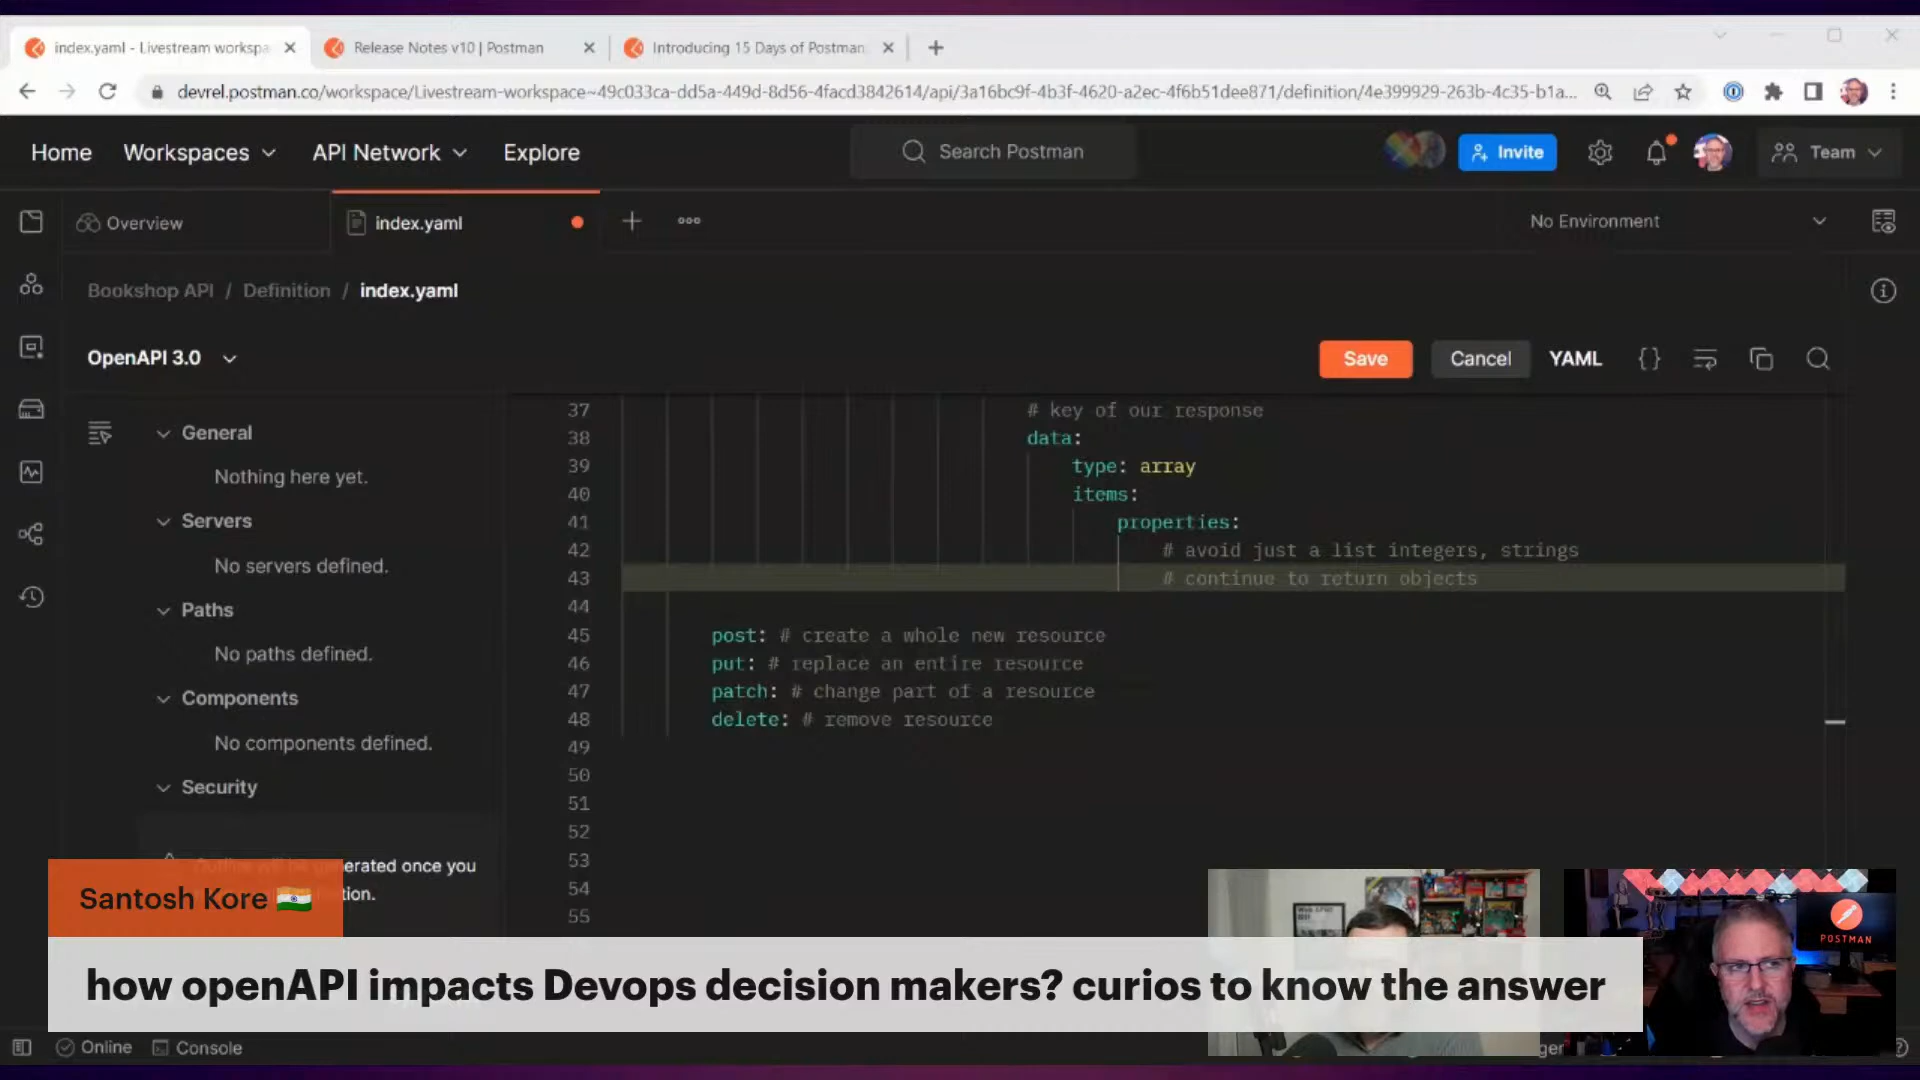 index.yaml - Livestream workspa
Release Notes v10 | Postman
Introducing 15 Days of Postman
devrel.postman.co/workspace/Livestream-workspace~49c033ca-dd5a-449d-8d56-4facd3842614/api/3a16bc9f-4b3f-4620-a2ec-4f6b51dee871/definition/4e399929-263b-4c35-b1a...
Home Workspaces API Network Explore Search Postman Invite Team
Overview index.yaml No Environment
Bookshop API / Definition / index.yaml
OpenAPI 3.0 Save Cancel YAML
General
Nothing here yet.
Servers
No servers defined.
Paths
No paths defined.
Components
No components defined.
Security
erated once you
tion.
37 # key of our response
38 data:
39 type: array
40 items:
41 properties:
42 # avoid just a list integers, strings
43 # continue to return objects
44
45 post: # create a whole new resource
46 put: # replace an entire resource
47 patch: # change part of a resource
48 delete: # remove resource
49
50
51
52
53
54
55
Santosh Kore 🇮🇳
how openAPI impacts Devops decision makers? curios to know the answer
POSTMAN
Online Console